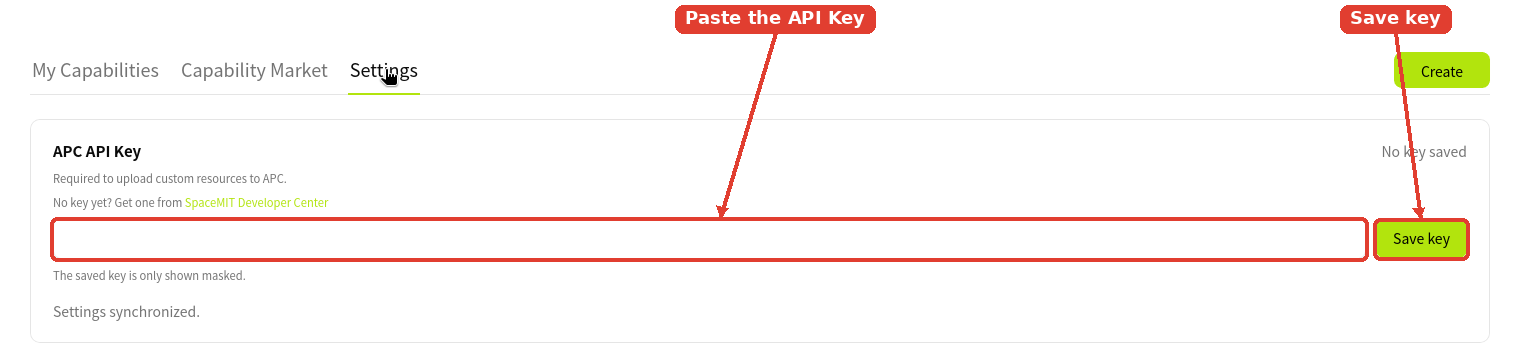 Paste the API Key
Save key
My Capabilities
Capability Market
Settings
Create
APC API Key
No key saved
Required to upload custom resources to APC.
No key yet? Get one from SpaceMIT Developer Center
Save key
The saved key is only shown masked.
Settings synchronized.